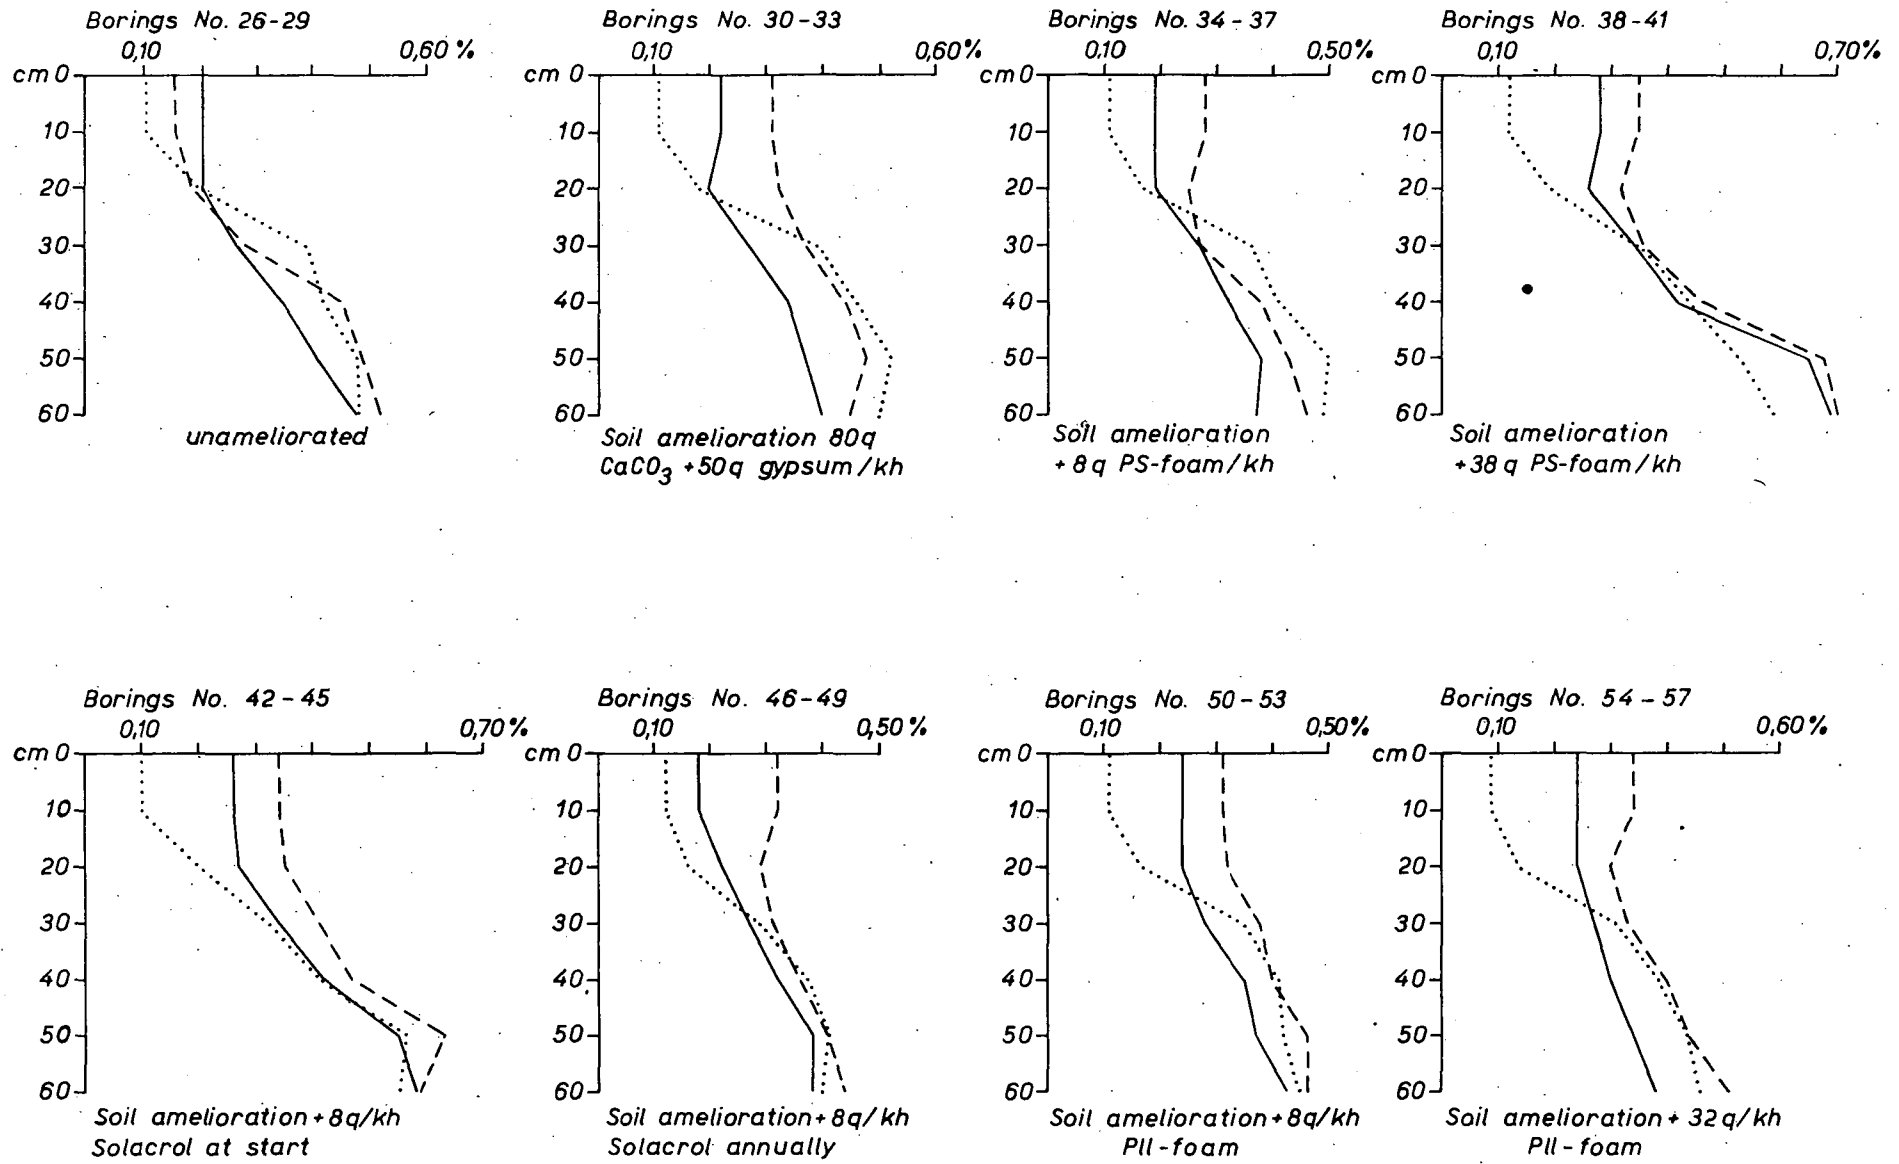 Borings No. 26-29
0,10 0,60 %
cm 0
10
20
30
40
50
60
unameliorated
Borings No. 30-33
0,10 0,60%
cm 0
10
20
30
40
50
60
Soil amelioration 80q
CaCO3 +50q gypsum/kh
Borings No. 34-37
0,10 0,50%
cm 0
10
20
30
40
50
60
Soil amelioration
+8q PS-foam/kh
Borings No. 38-41
0,10 0,70%
cm 0
10
20
30
40
50
60
Soil amelioration
+38q PS-foam/kh
Borings No. 42-45
0,10 0,70%
cm 0
10
20
30
40
50
60
Soil amelioration+8q/kh
Solacrol at start
Borings No. 46-49
0,10 0,50%
cm 0
10
20
30
40
50
60
Soil amelioration+8q/kh
Solacrol annually
Borings No. 50-53
0,10 0,50%
cm 0
10
20
30
40
50
60
Soil amelioration+8q/kh
Pll-foam
Borings No. 54-57
0,10 0,60%
cm 0
10
20
30
40
50
60
Soil amelioration+32q/kh
Pll-foam